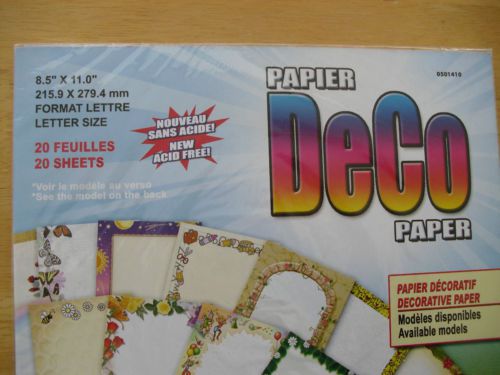 8.5" X 11.0"
215.9 X 279.4 mm
FORMAT LETTRE
LETTER SIZE
20 FEUILLES
20 SHEETS
*Voir le modèle au verso
*See the model on the back
NOUVEAU
SANS ACIDE!
NEW
ACID FREE!
0501410
PAPIER
DeCo
PAPER
PAPIER DÉCORATIF
DECORATIVE PAPER
Modèles disponibles
Available models